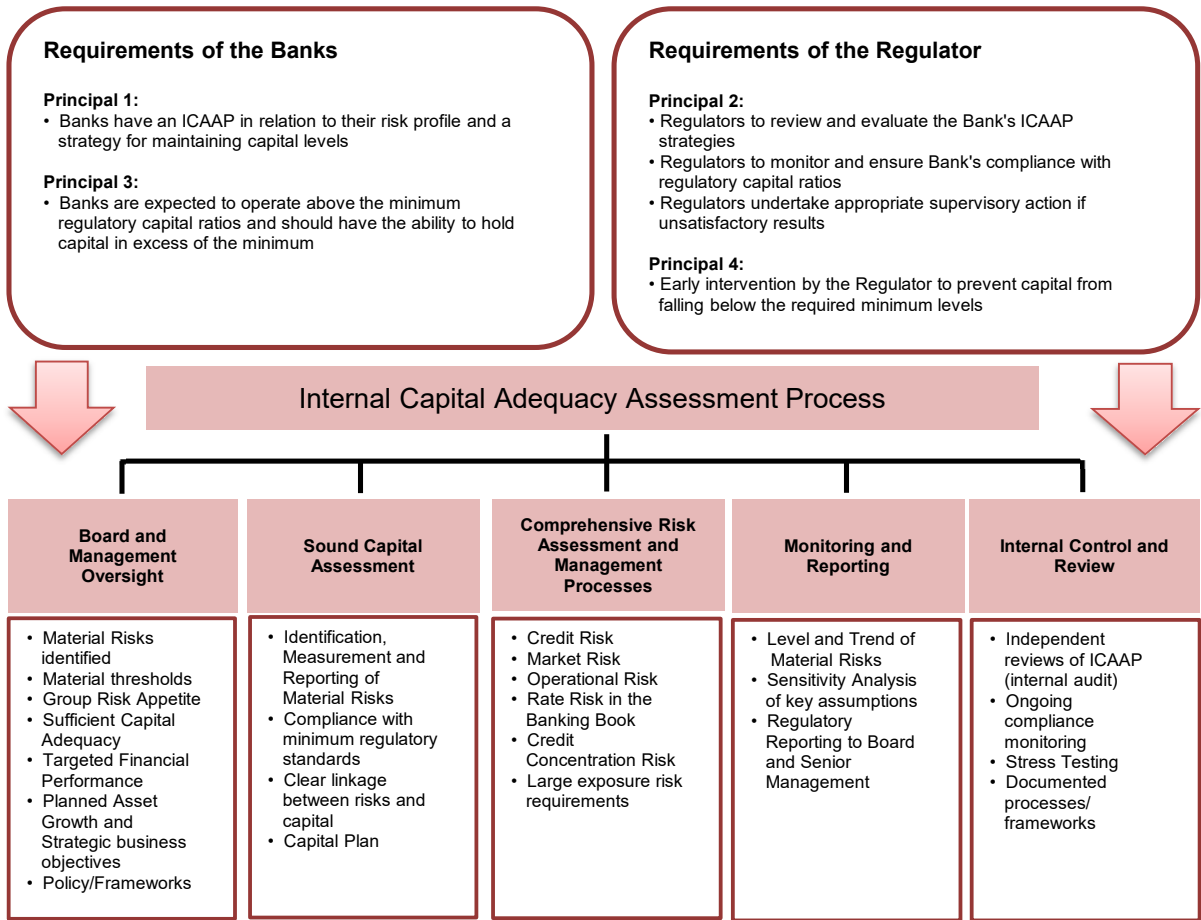 Requirements of the Banks
Principal 1:
• Banks have an ICAAP in relation to their risk profile and a
strategy for maintaining capital levels
Principal 3:
• Banks are expected to operate above the minimum
regulatory capital ratios and should have the ability to hold
capital in excess of the minimum
Requirements of the Regulator
Principal 2:
• Regulators to review and evaluate the Bank's ICAAP
strategies
• Regulators to monitor and ensure Bank's compliance with
regulatory capital ratios
• Regulators undertake appropriate supervisory action if
unsatisfactory results
Principal 4:
• Early intervention by the Regulator to prevent capital from
falling below the required minimum levels
Internal Capital Adequacy Assessment Process
Board and
Management
Oversight
• Material Risks
identified
• Material thresholds
• Group Risk Appetite
• Sufficient Capital
Adequacy
• Targeted Financial
Performance
• Planned Asset
Growth and
Strategic business
objectives
• Policy/Frameworks
Sound Capital
Assessment
• Identification,
Measurement and
Reporting of
Material Risks
• Compliance with
minimum regulatory
standards
• Clear linkage
between risks and
capital
• Capital Plan
Comprehensive Risk
Assessment and
Management
Processes
• Credit Risk
• Market Risk
• Operational Risk
• Rate Risk in the
Banking Book
• Credit
Concentration Risk
• Large exposure risk
requirements
Monitoring and
Reporting
• Level and Trend of
Material Risks
• Sensitivity Analysis
of key assumptions
• Regulatory
Reporting to Board
and Senior
Management
Internal Control and
Review
• Independent
reviews of ICAAP
(internal audit)
• Ongoing
compliance
monitoring
• Stress Testing
• Documented
processes/
frameworks